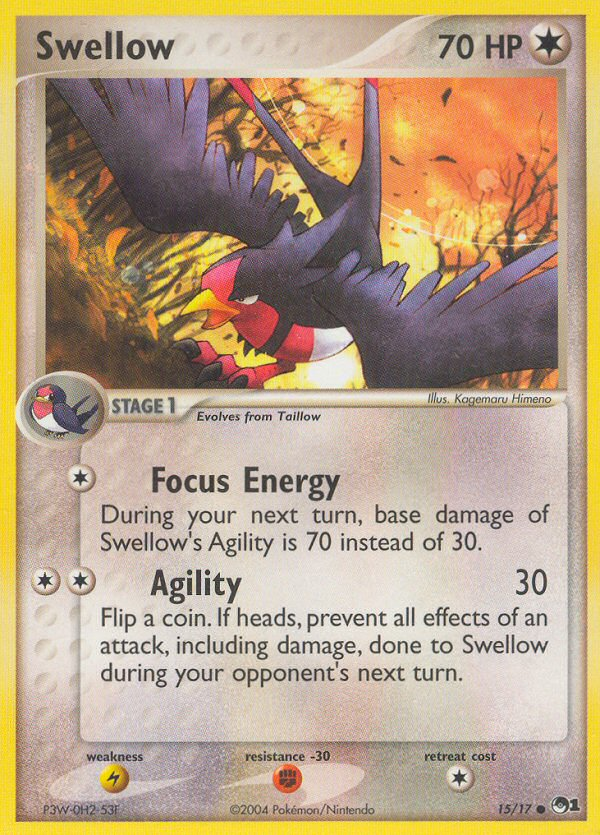 Swellow 70 HP
Illus. Kagemaru Himeno
STAGE 1
Evolves from Taillow
Focus Energy
During your next turn, base damage of
Swellow's Agility is 70 instead of 30.
Agility 30
Flip a coin. If heads, prevent all effects of an
attack, including damage, done to Swellow
during your opponent's next turn.
weakness resistance -30 retreat cost
P3W-0H2-53F ©2004 Pokémon/Nintendo 15/17 ● 1